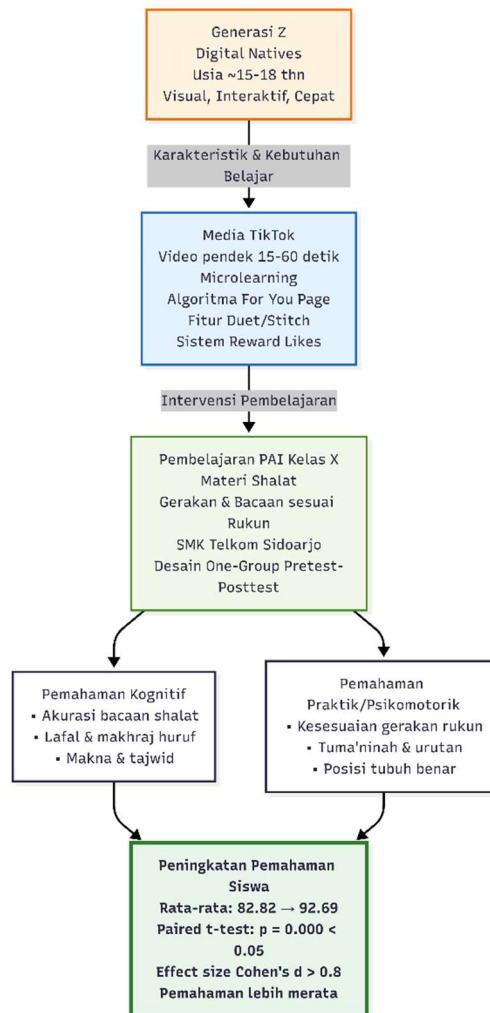 Generasi Z
Digital Natives
Usia ~15-18 thn
Visual, Interaktif, Cepat
Karakteristik & Kebutuhan
Belajar
Media TikTok
Video pendek 15-60 detik
Microlearning
Algoritma For You Page
Fitur Duet/Stitch
Sistem Reward Likes
Intervensi Pembelajaran
Pembelajaran PAI Kelas X
Materi Shalat
Gerakan & Bacaan sesuai
Rukun
SMK Telkom Sidoarjo
Desain One-Group Pretest-
Posttest
Pemahaman Kognitif
▪ Akurasi bacaan shalat
▪ Lafal & makhraj huruf
▪ Makna & tajwid
Pemahaman
Praktik/Psikomotorik
▪ Kesesuaian gerakan rukun
▪ Tuma'ninah & urutan
▪ Posisi tubuh benar
Peningkatan Pemahaman
Siswa
Rata-rata: 82.82 → 92.69
Paired t-test: p = 0.000 <
0.05
Effect size Cohen's d > 0.8
Pemahaman lebih merata